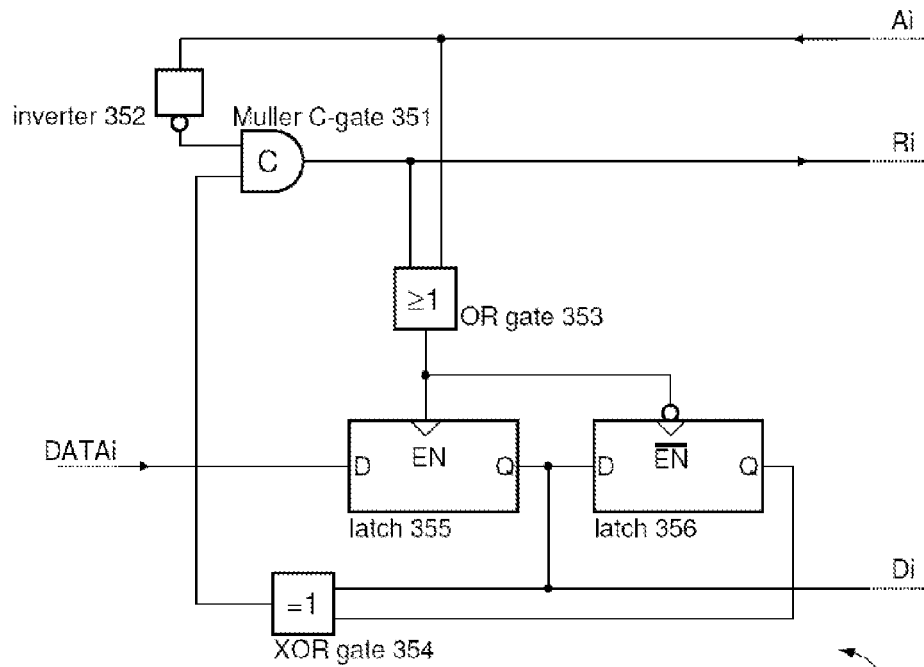 Ai
inverter 352
Muller C-gate 351
Ri
C
≥1
OR gate 353
DATAi
D
EN
Q
D
E̅N̅
Q
latch 355
latch 356
Di
=1
XOR gate 354